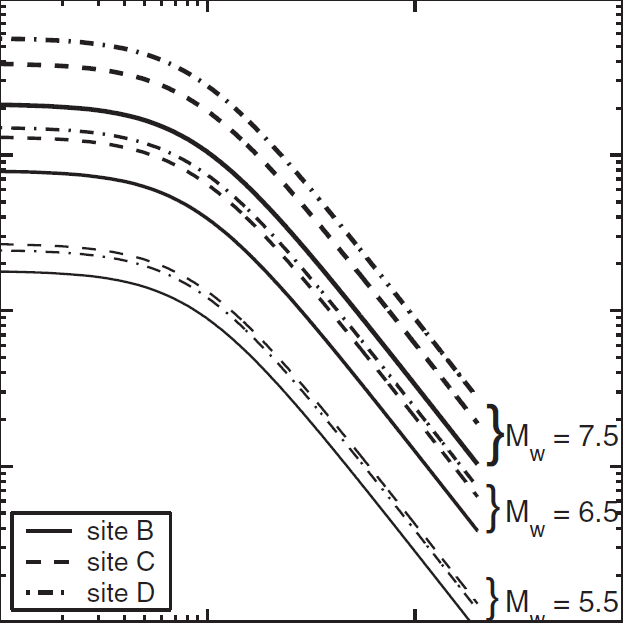 M_w = 7.5
M_w = 6.5
M_w = 5.5
site B
site C
site D